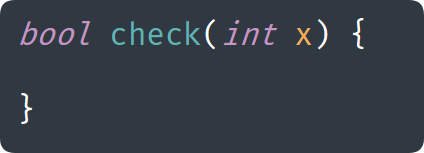 bool check(int x) {
}